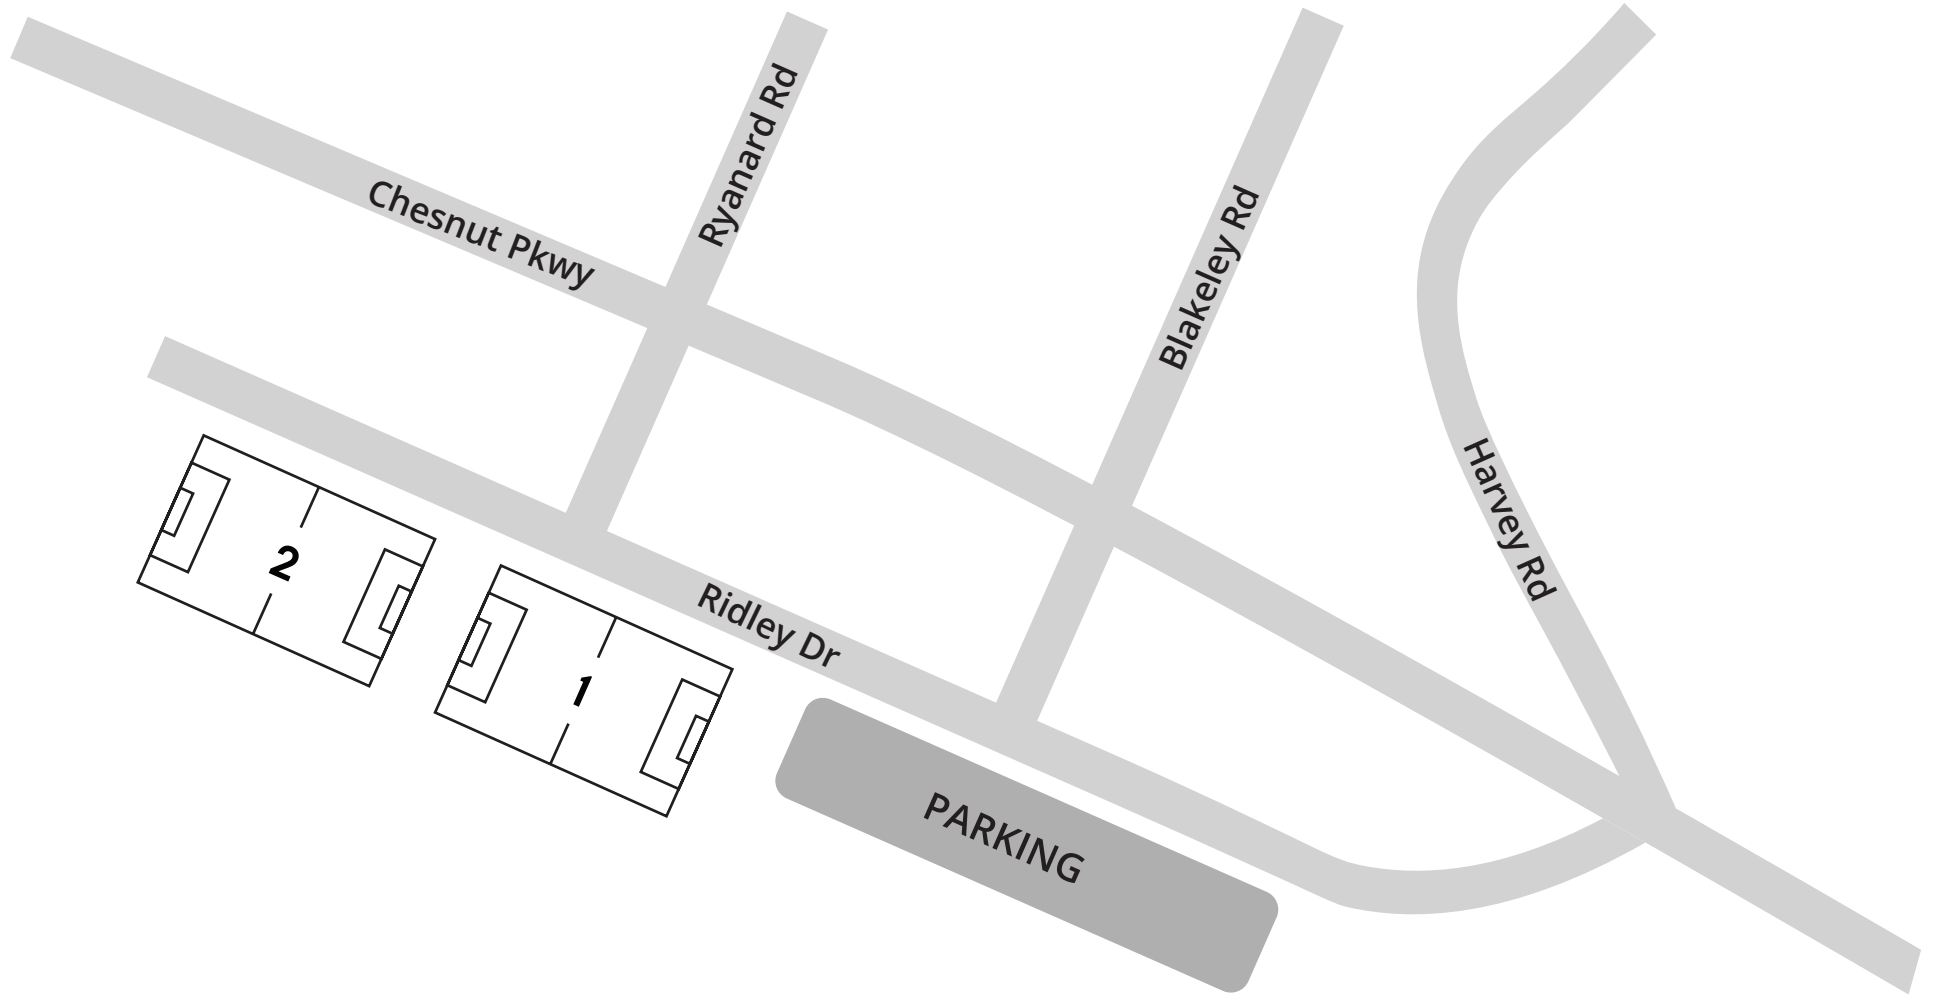 Ryanard Rd
Chesnut Pkwy
Blakeley Rd
Harvey Rd
2
Ridley Dr
1
PARKING